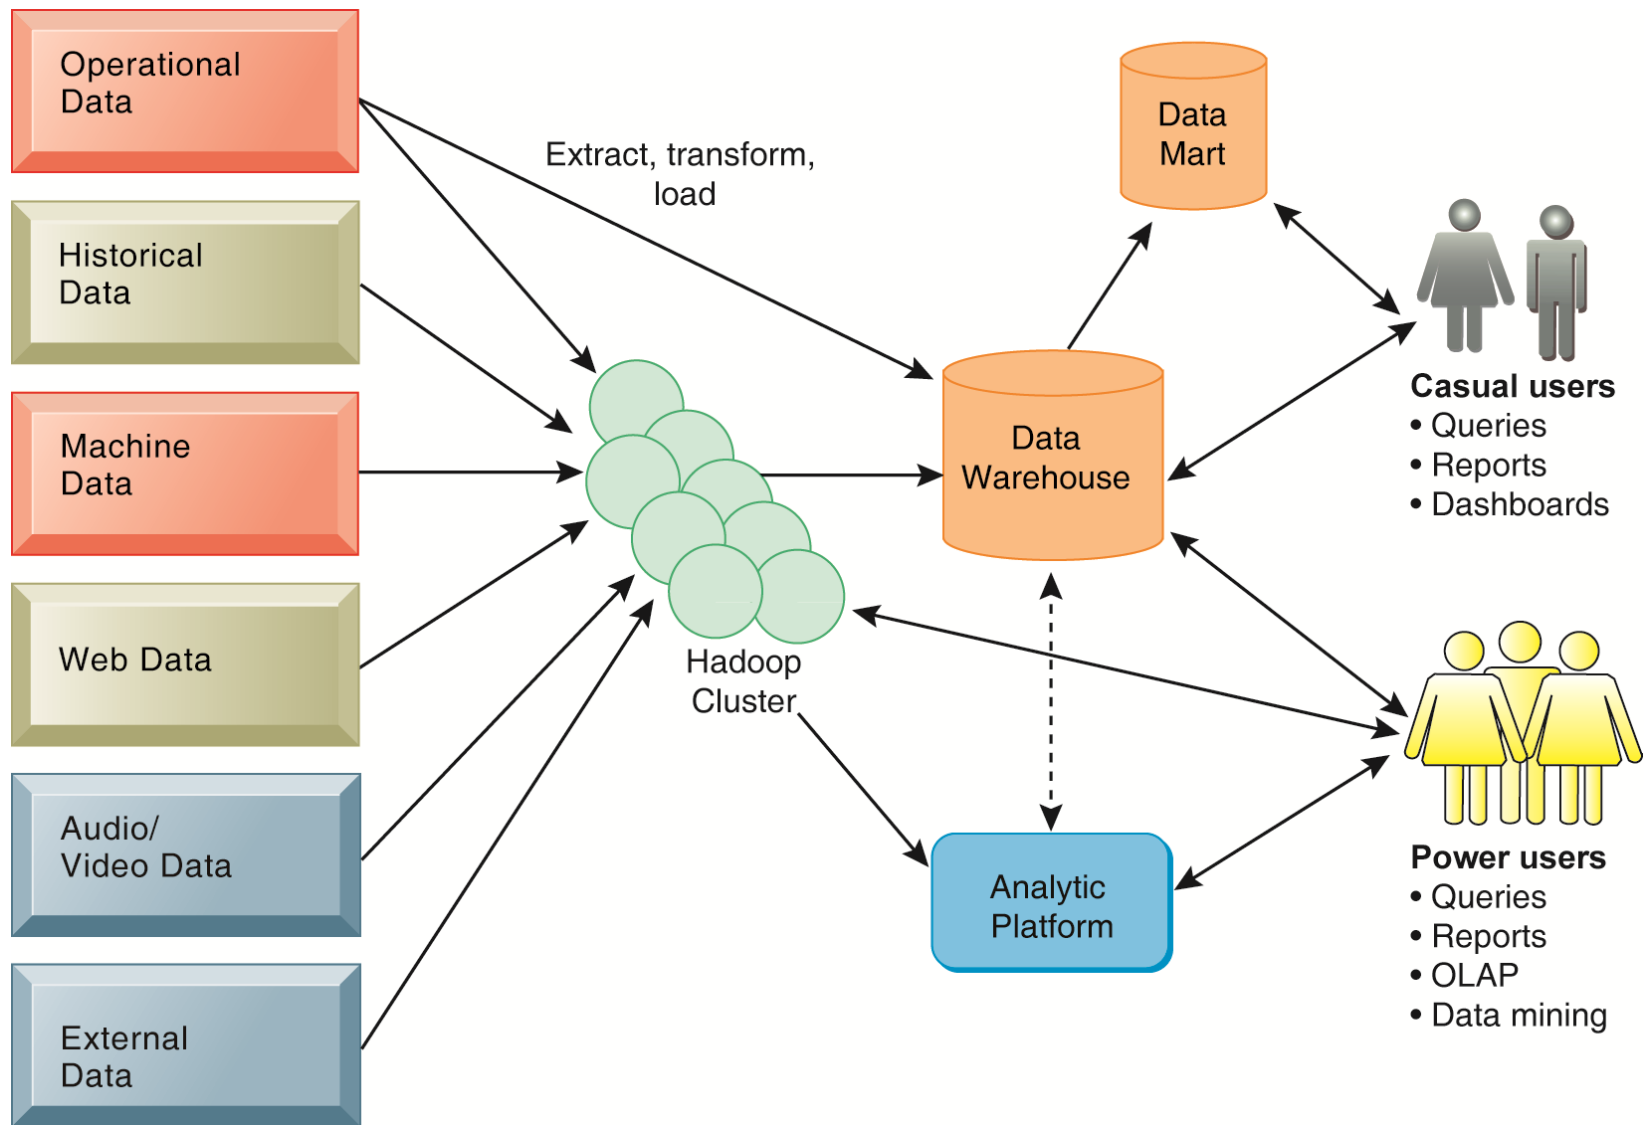 Operational
Data
Historical
Data
Machine
Data
Web Data
Audio/
Video Data
External
Data
Extract, transform,
load
Hadoop
Cluster
Data
Mart
Data
Warehouse
Analytic
Platform
Casual users
• Queries
• Reports
• Dashboards
Power users
• Queries
• Reports
• OLAP
• Data mining